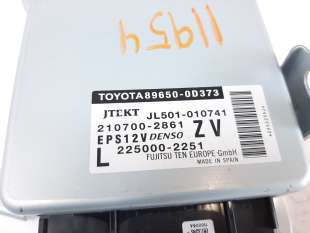 11954
TOYOTA 89650-0D373
JTEKT JL501-010741
210700-2861 ZV
EPS12V DENSO
L 225000-2251
FUJITSU TEN EUROPE-GmbH
MADE IN SPAIN